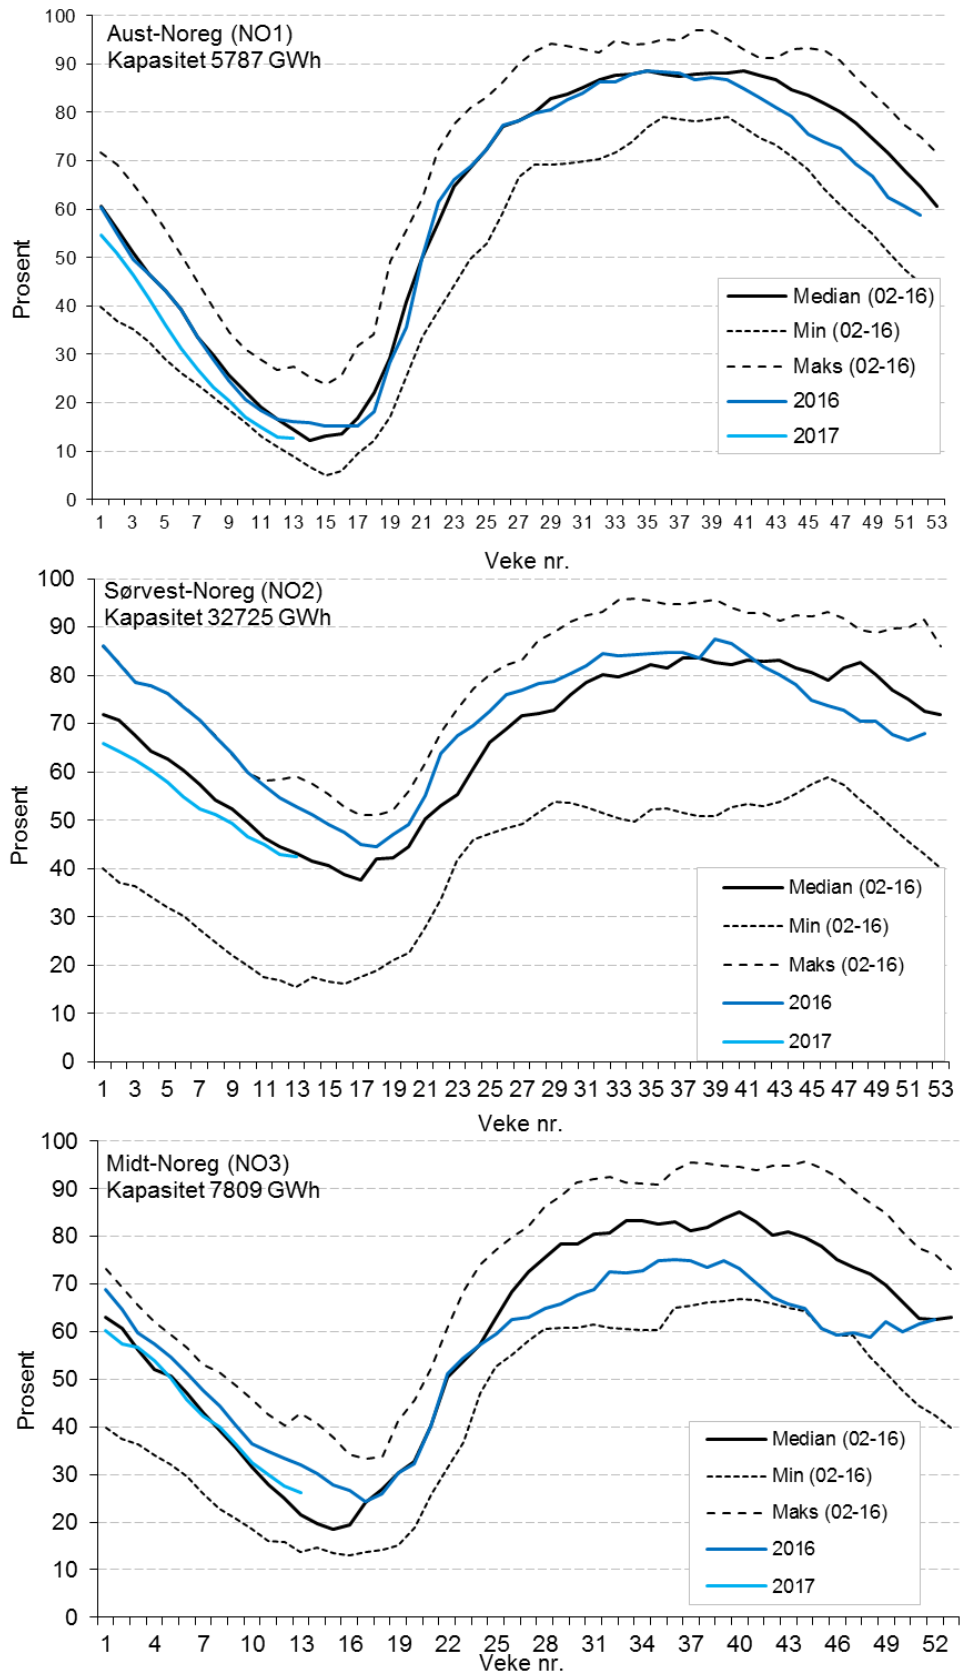 Aust-Noreg (NO1)
Kapasitet 5787 GWh
Prosent
100
90
80
70
60
50
40
30
20
10
0
Median (02-16)
Min (02-16)
Maks (02-16)
2016
2017
1 3 5 7 9 11 13 15 17 19 21 23 25 27 29 31 33 35 37 39 41 43 45 47 49 51 53
Veke nr.
Sørvest-Noreg (NO2)
Kapasitet 32725 GWh
Prosent
100
90
80
70
60
50
40
30
20
10
0
Median (02-16)
Min (02-16)
Maks (02-16)
2016
2017
1 3 5 7 9 11 13 15 17 19 21 23 25 27 29 31 33 35 37 39 41 43 45 47 49 51 53
Veke nr.
Midt-Noreg (NO3)
Kapasitet 7809 GWh
Prosent
100
90
80
70
60
50
40
30
20
10
0
Median (02-16)
Min (02-16)
Maks (02-16)
2016
2017
1 4 7 10 13 16 19 22 25 28 31 34 37 40 43 46 49 52
Veke nr.